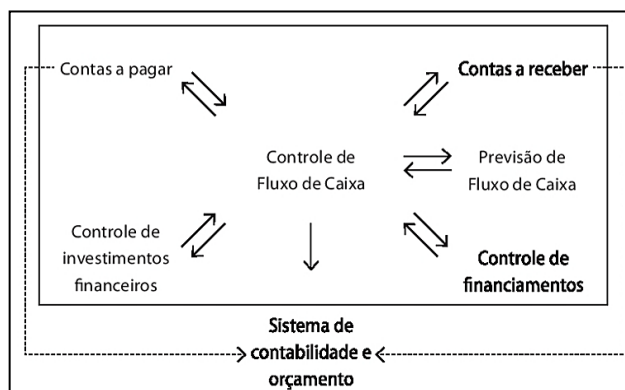 Contas a pagar
Contas a receber
Controle de
Fluxo de Caixa
Previsão de
Fluxo de Caixa
Controle de
investimentos
financeiros
Controle de
financiamentos
Sistema de
contabilidade e
orçamento